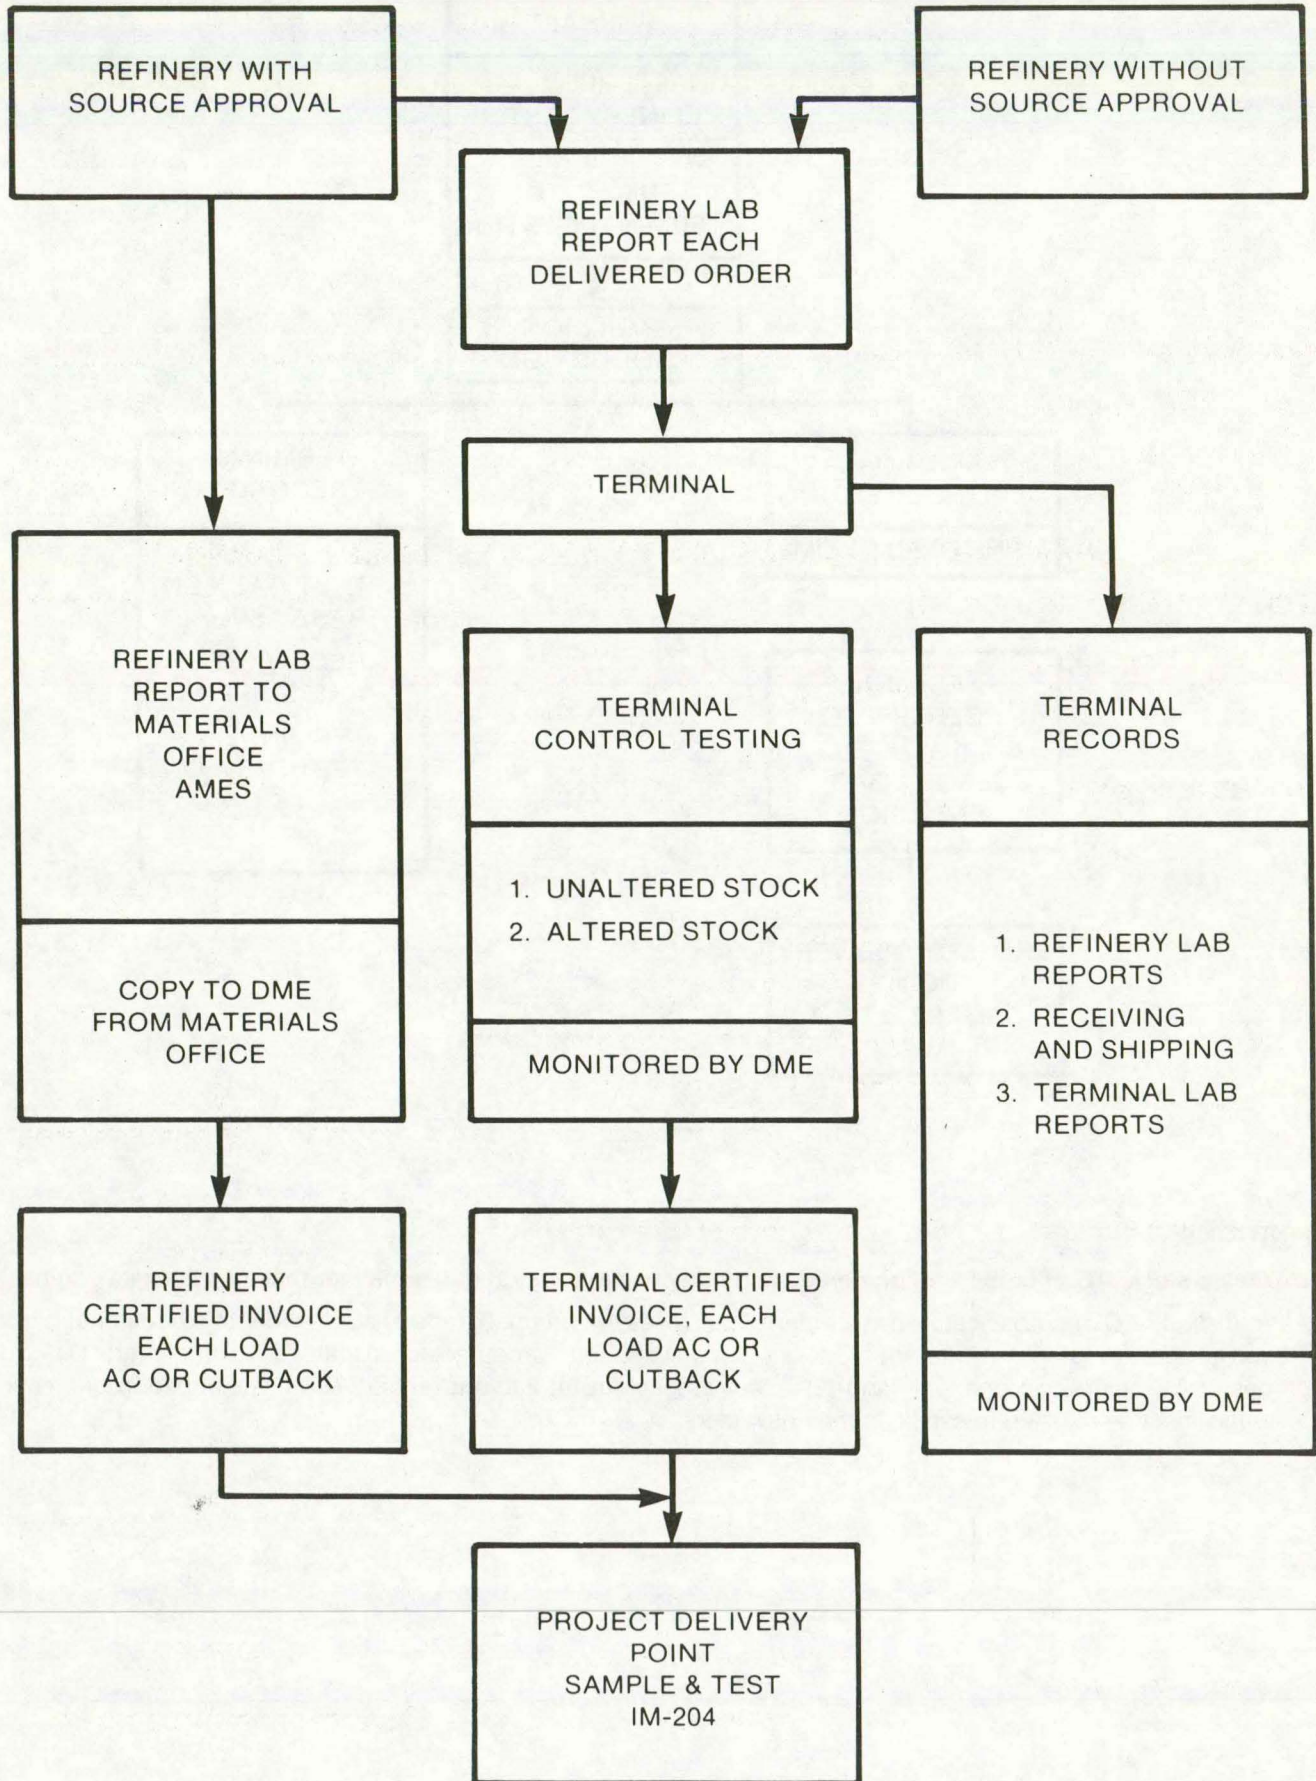 REFINERY WITH
SOURCE APPROVAL
REFINERY WITHOUT
SOURCE APPROVAL
REFINERY LAB
REPORT EACH
DELIVERED ORDER
TERMINAL
REFINERY LAB
REPORT TO
MATERIALS
OFFICE
AMES
COPY TO DME
FROM MATERIALS
OFFICE
TERMINAL
CONTROL TESTING
1. UNALTERED STOCK
2. ALTERED STOCK
MONITORED BY DME
TERMINAL
RECORDS
1. REFINERY LAB
REPORTS
2. RECEIVING
AND SHIPPING
3. TERMINAL LAB
REPORTS
MONITORED BY DME
REFINERY
CERTIFIED INVOICE
EACH LOAD
AC OR CUTBACK
TERMINAL CERTIFIED
INVOICE, EACH
LOAD AC OR
CUTBACK
PROJECT DELIVERY
POINT
SAMPLE & TEST
IM-204